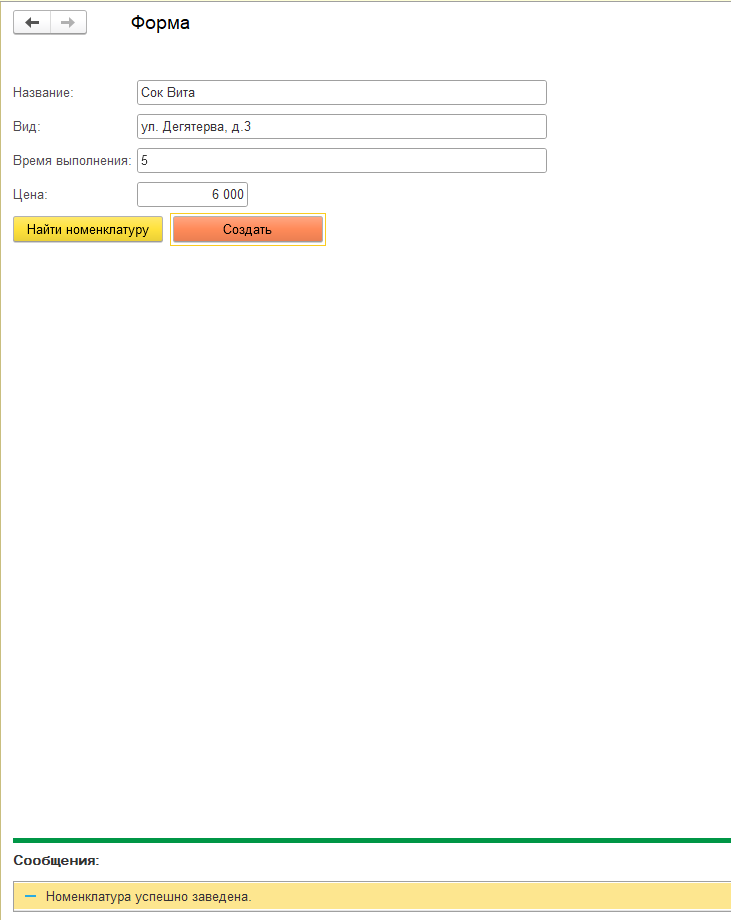 Форма
Название: Сок Вита
Вид: ул. Дегятерва, д.3
Время выполнения: 5
Цена: 6 000
Найти номенклатуру Создать
Сообщения:
Номенклатура успешно заведена.